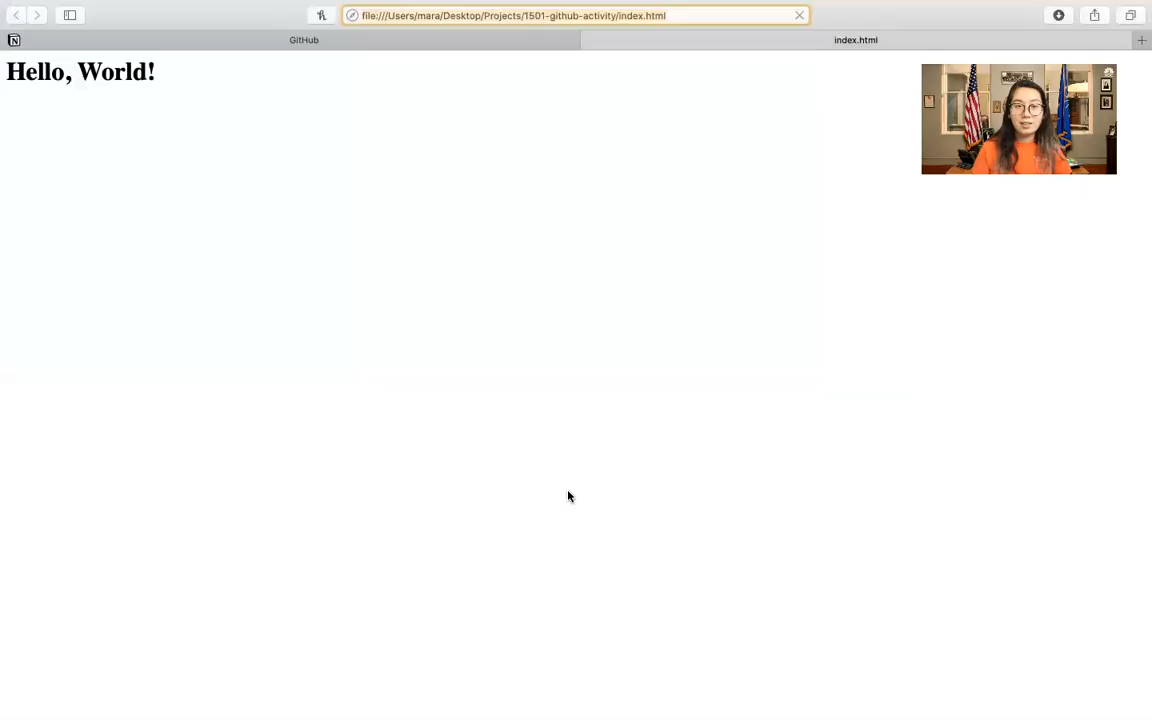 file:///Users/mara/Desktop/Projects/1501-github-activity/index.html
N
GitHub
index.html
Hello, World!